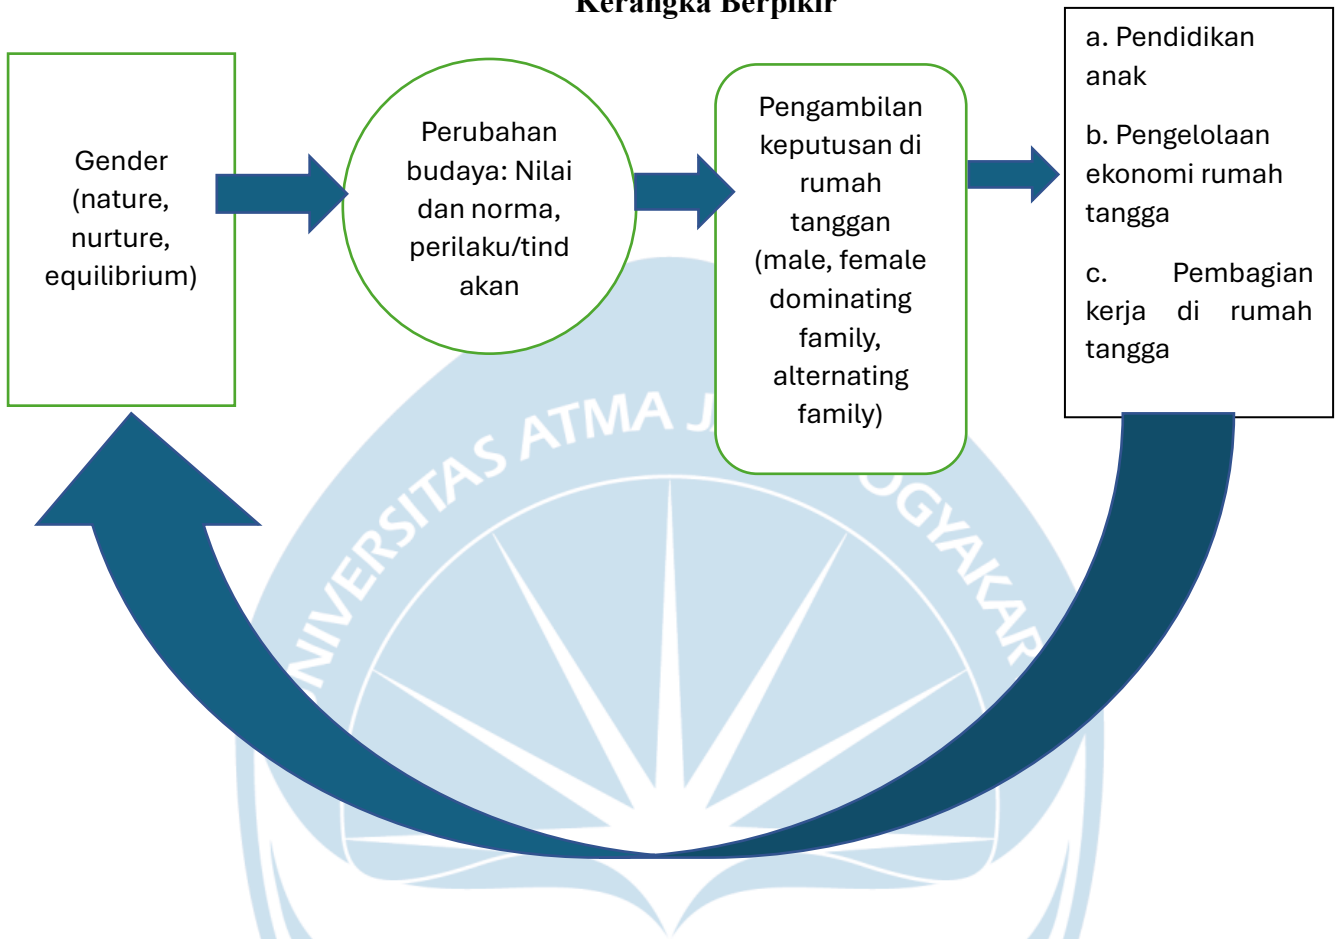 Kerangka Berpikir
Gender
(nature,
nurture,
equilibrium)
Perubahan
budaya: Nilai
dan norma,
perilaku/tind
akan
Pengambilan
keputusan di
rumah
tanggan
(male, female
dominating
family,
alternating
family)
a. Pendidikan
anak
b. Pengelolaan
ekonomi rumah
tangga
c. Pembagian
kerja di rumah
tangga
UNIVERSITAS ATMA